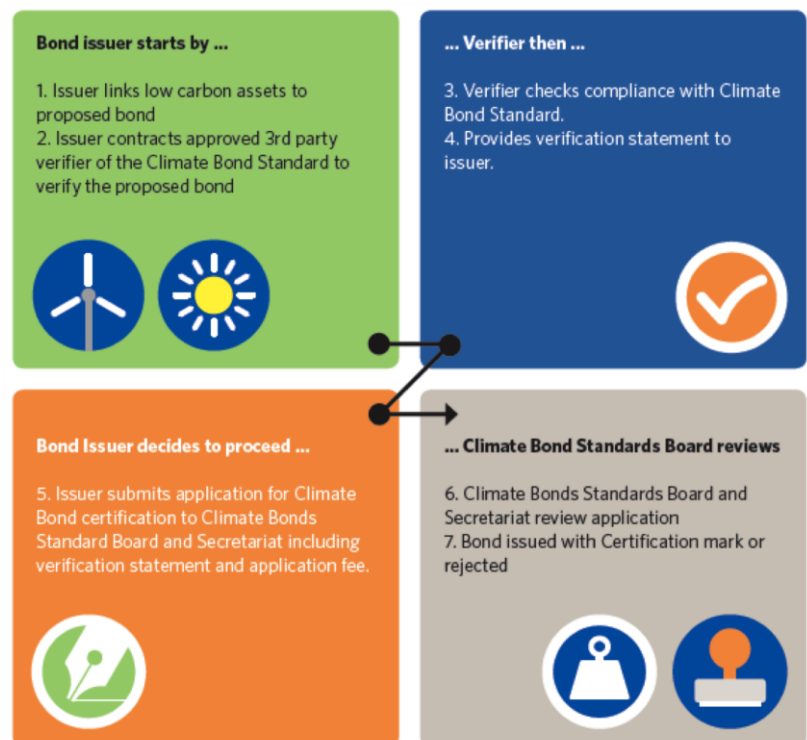 Bond issuer starts by ...
1. Issuer links low carbon assets to
proposed bond
2. Issuer contracts approved 3rd party
verifier of the Climate Bond Standard to
verify the proposed bond
... Verifier then ...
3. Verifier checks compliance with Climate
Bond Standard.
4. Provides verification statement to
issuer.
Bond Issuer decides to proceed ...
5. Issuer submits application for Climate
Bond certification to Climate Bonds
Standard Board and Secretariat including
verification statement and application fee.
... Climate Bond Standards Board reviews
6. Climate Bonds Standards Board and
Secretariat review application
7. Bond issued with Certification mark or
rejected